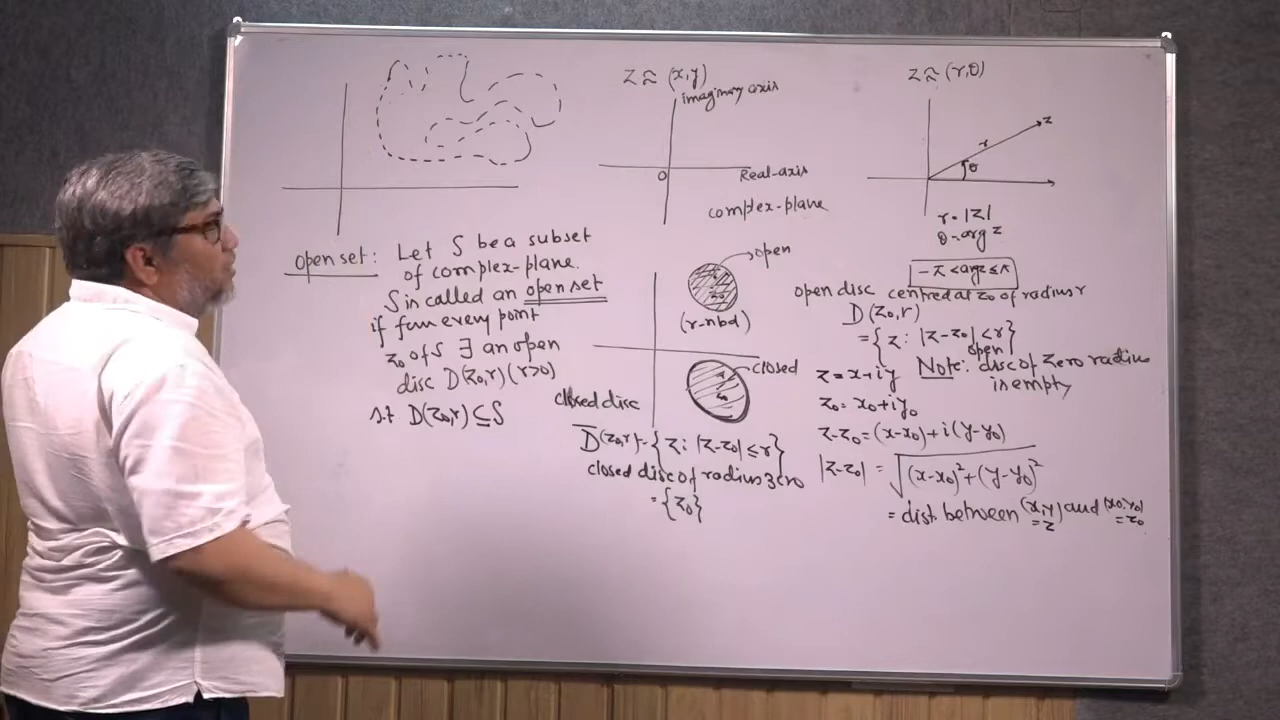 open set: Let S be a subset
of complex-plane.
S is called an open set
if for every point
z₀ of S ∃ an open
disc D(z₀,r) (r>0)
s.t D(z₀,r) ⊆ S
z ≈ (x,y)
imaginary axis
0
Real-axis
complex-plane
open
z₀
(r-nbd)
closed
z₀
closed disc
D̅(z₀,r) = {z: |z-z₀| ≤ r}
closed disc of radius zero
= {z₀}
z ≈ (r,θ)
z
r
θ
r = |z|
θ = arg z
-π < arg z ≤ π
open disc centred at z₀ of radius r
D(z₀,r)
= {z: |z-z₀| < r}
Note: open disc of zero radius
is empty
z = x+iy
z₀ = x₀+iy₀
z-z₀ = (x-x₀)+i(y-y₀)
|z-z₀| = √(x-x₀)²+(y-y₀)²
= dist. between (x,y) and (x₀,y₀)
=z =z₀